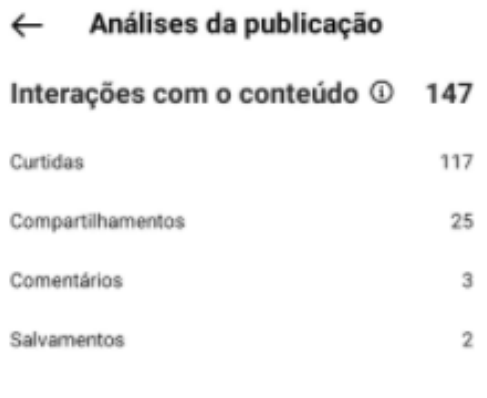 Análises da publicação
Interações com o conteúdo 147
Curtidas 117
Compartilhamentos 25
Comentários 3
Salvamentos 2